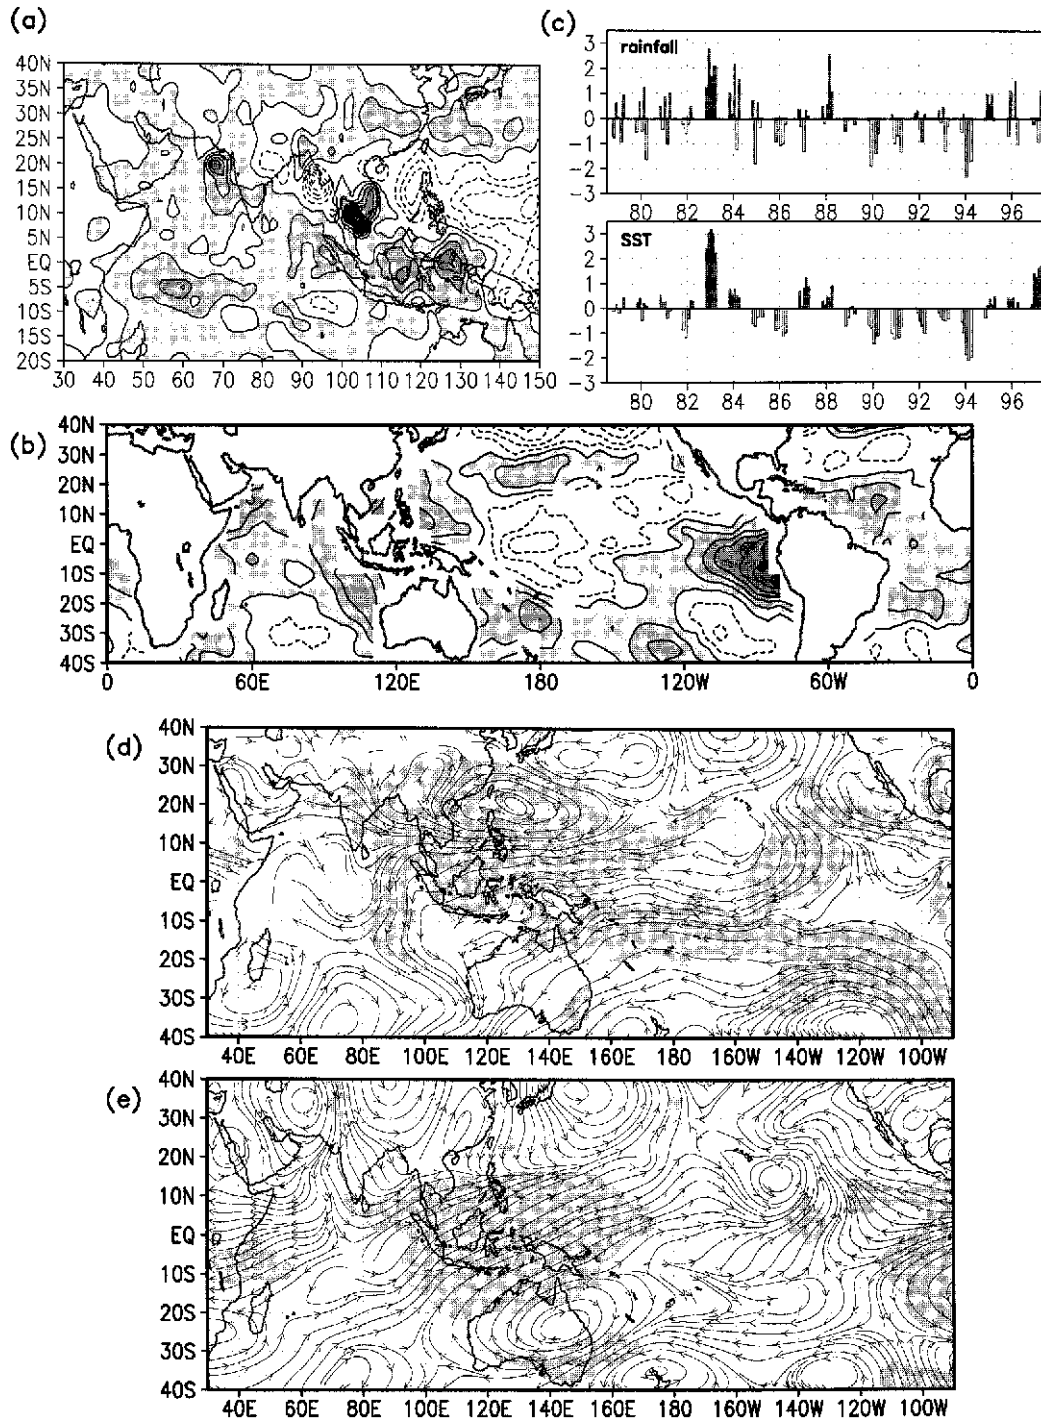 (a)
40N
35N
30N
25N
20N
15N
10N
5N
EQ
5S
10S
15S
20S
30 40 50 60 70 80 90 100 110 120 130 140 150
(c)
rainfall
3
2
1
0
-1
-2
-3
80 82 84 86 88 90 92 94 96
SST
3
2
1
0
-1
-2
-3
80 82 84 86 88 90 92 94 96
(b)
40N
30N
20N
10N
EQ
10S
20S
30S
40S
0 60E 120E 180 120W 60W 0
(d)
40N
30N
20N
10N
EQ
10S
20S
30S
40S
40E 60E 80E 100E 120E 140E 160E 180 160W 140W 120W 100W
(e)
40N
30N
20N
10N
EQ
10S
20S
30S
40S
40E 60E 80E 100E 120E 140E 160E 180 160W 140W 120W 100W